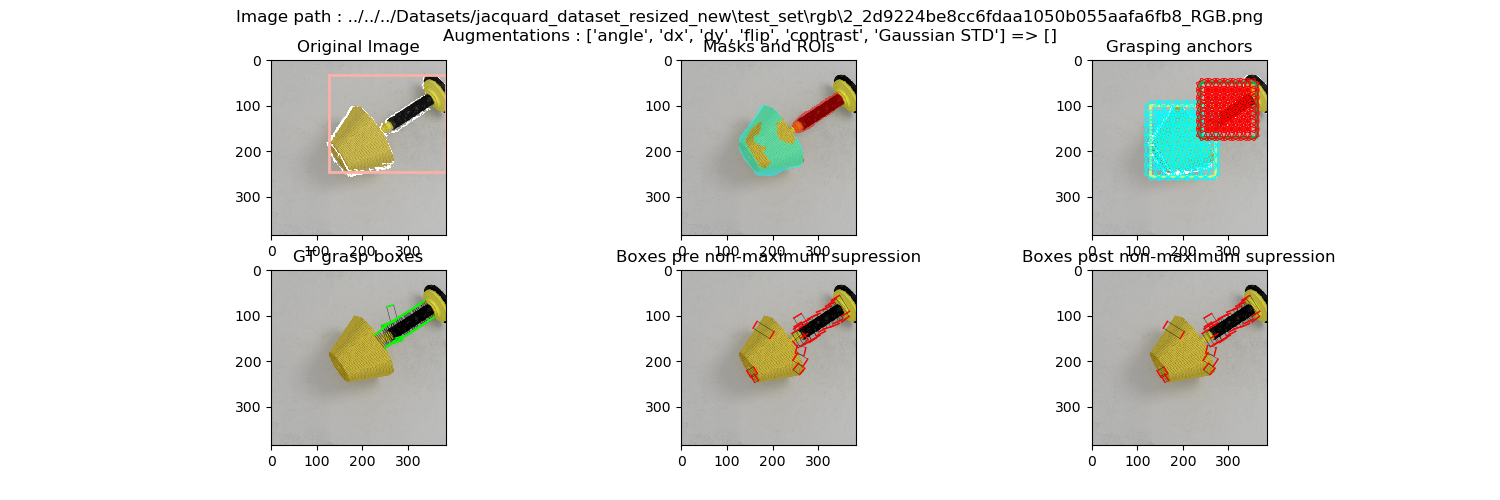 Image path : ../../../Datasets/jacquard_dataset_resized_new\test_set\rgb\2_2d9224be8cc6fdaa1050b055aafa6fb8_RGB.png
Augmentations : ['angle', 'dx', 'dy', 'flip', 'contrast', 'Gaussian STD'] => []
Original Image Masks and ROIs Grasping anchors
0 0 0
100 100 100
200 200 200
300 300 300
0 100 200 300 0 100 200 300 0 100 200 300
GT grasp boxes Boxes pre non-maximum supression Boxes post non-maximum supression
0 0 0
100 100 100
200 200 200
300 300 300
0 100 200 300 0 100 200 300 0 100 200 300